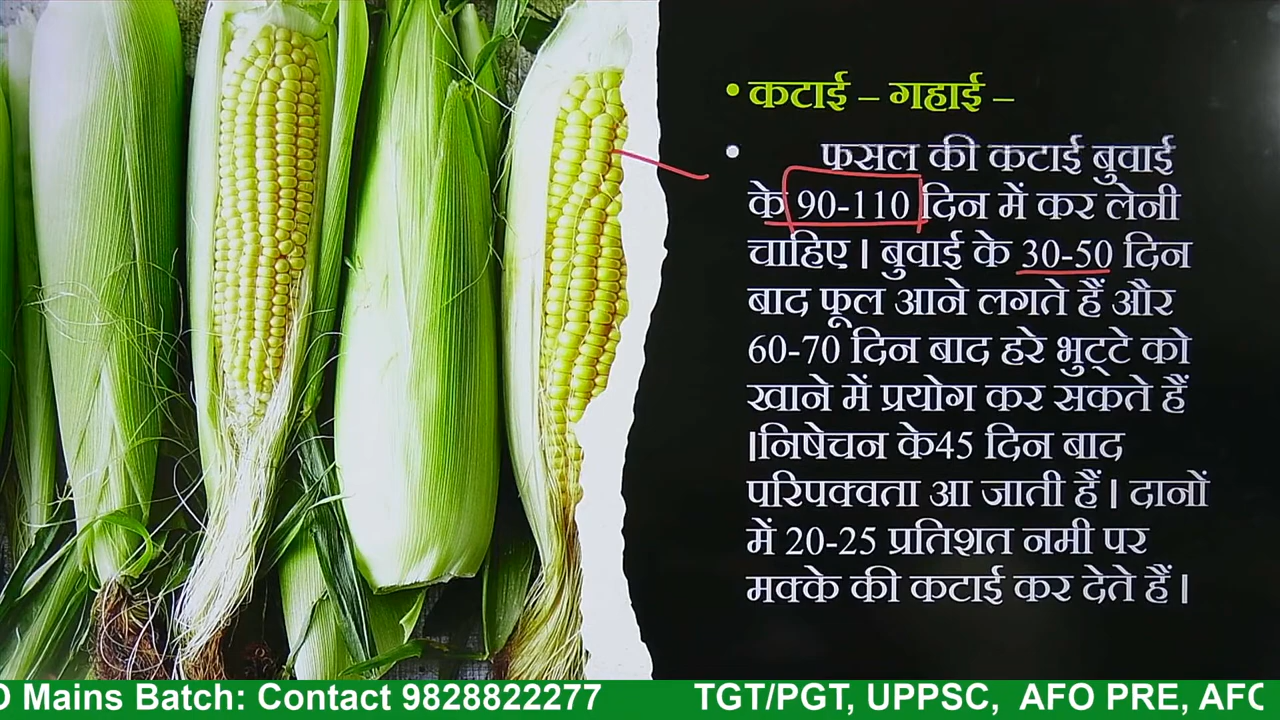 • कटाई – गहाई –
• फसल की कटाई बुवाई
के 90-110 दिन में कर लेनी
चाहिए। बुवाई के 30-50 दिन
बाद फूल आने लगते हैं और
60-70 दिन बाद हरे भुट्टे को
खाने में प्रयोग कर सकते हैं
।निषेचन के45 दिन बाद
परिपक्वता आ जाती हैं। दानों
में 20-25 प्रतिशत नमी पर
मक्के की कटाई कर देते हैं।
O Mains Batch: Contact 9828822277 TGT/PGT, UPPSC, AFO PRE, AFO